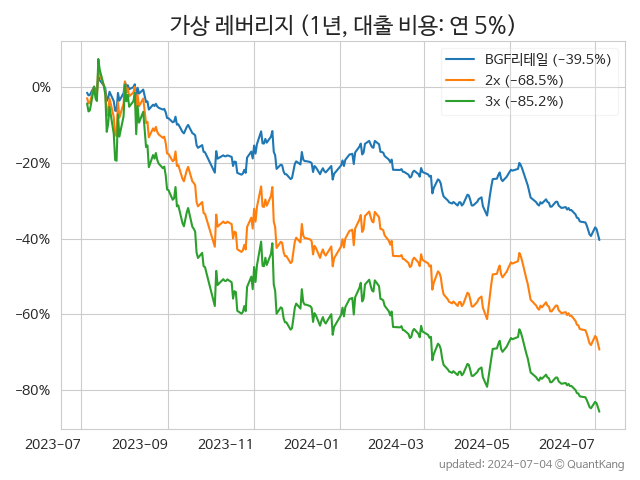 가상 레버리지 (1년, 대출 비용: 연 5%)
BGF리테일 (−39.5%)
2x (−68.5%)
3x (−85.2%)
0%
−20%
−40%
−60%
−80%
2023-07 2023-09 2023-11 2024-01 2024-03 2024-05 2024-07
updated: 2024-07-04 © QuantKang